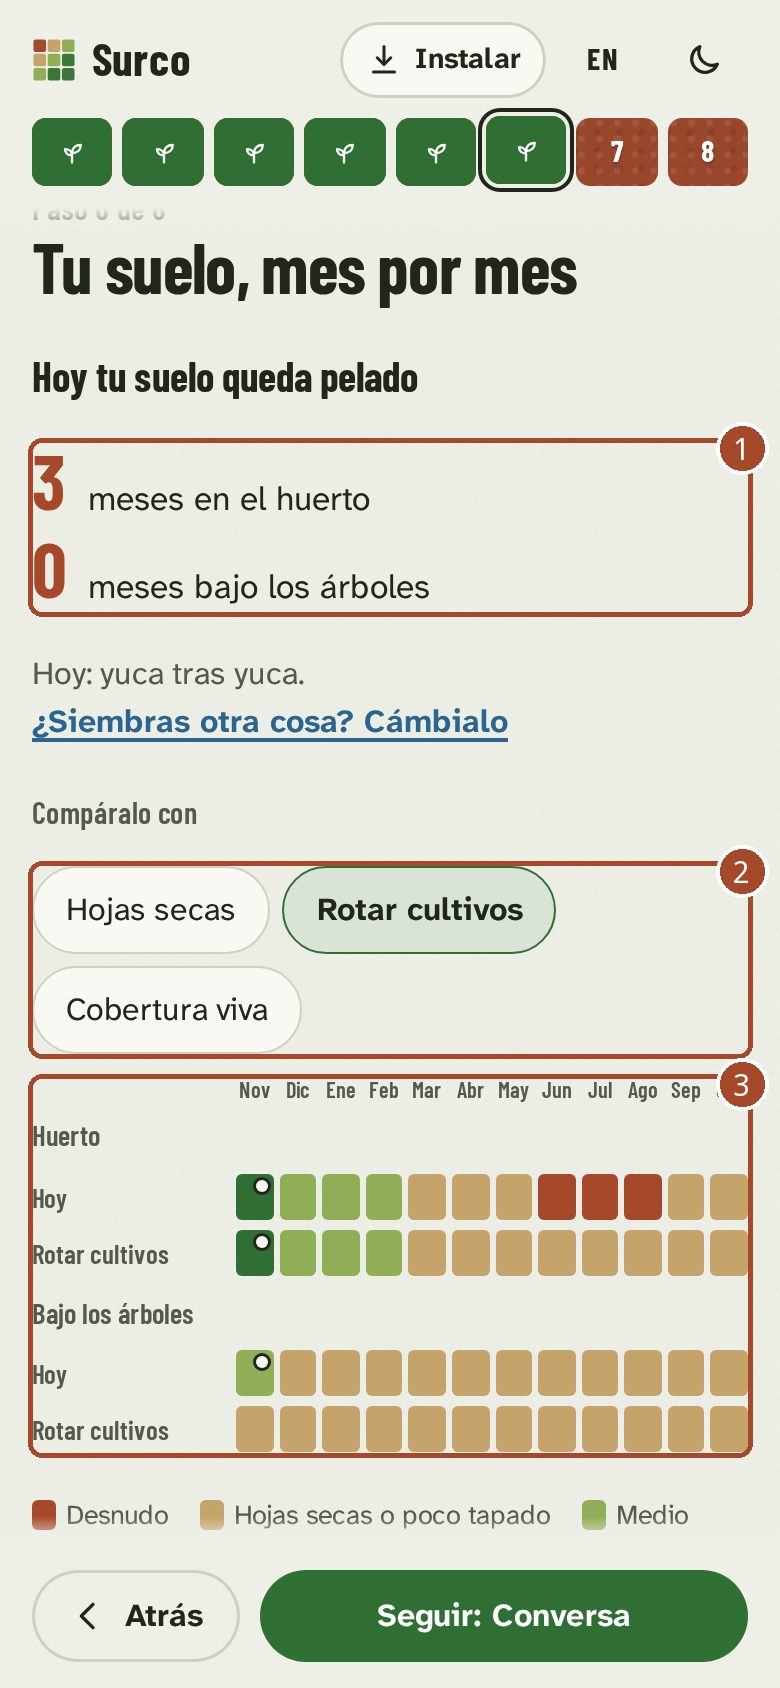 Surco
Instalar
EN
7
8
Tu suelo, mes por mes
Hoy tu suelo queda pelado
1
3 meses en el huerto
0 meses bajo los árboles
Hoy: yuca tras yuca.
¿Siembras otra cosa? Cámbialo
Compáralo con
2
Hojas secas
Rotar cultivos
Cobertura viva
3
Nov Dic Ene Feb Mar Abr May Jun Jul Ago Sep
Huerto
Hoy
Rotar cultivos
Bajo los árboles
Hoy
Rotar cultivos
Desnudo
Hojas secas o poco tapado
Medio
Atrás
Seguir: Conversa